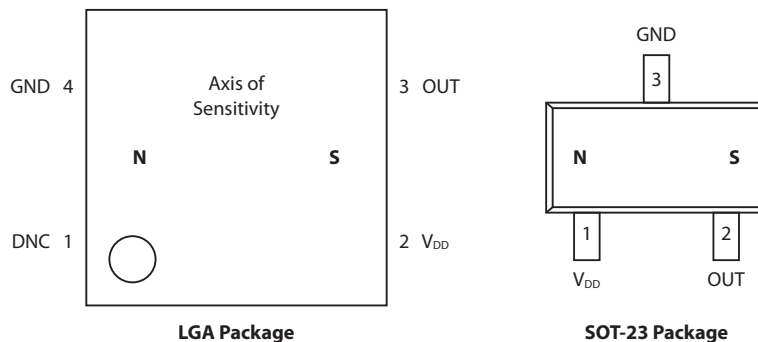 GND 4
Axis of
Sensitivity
3 OUT
N
S
DNC 1
2 VDD
LGA Package
GND
3
N
S
1
2
VDD
OUT
SOT-23 Package